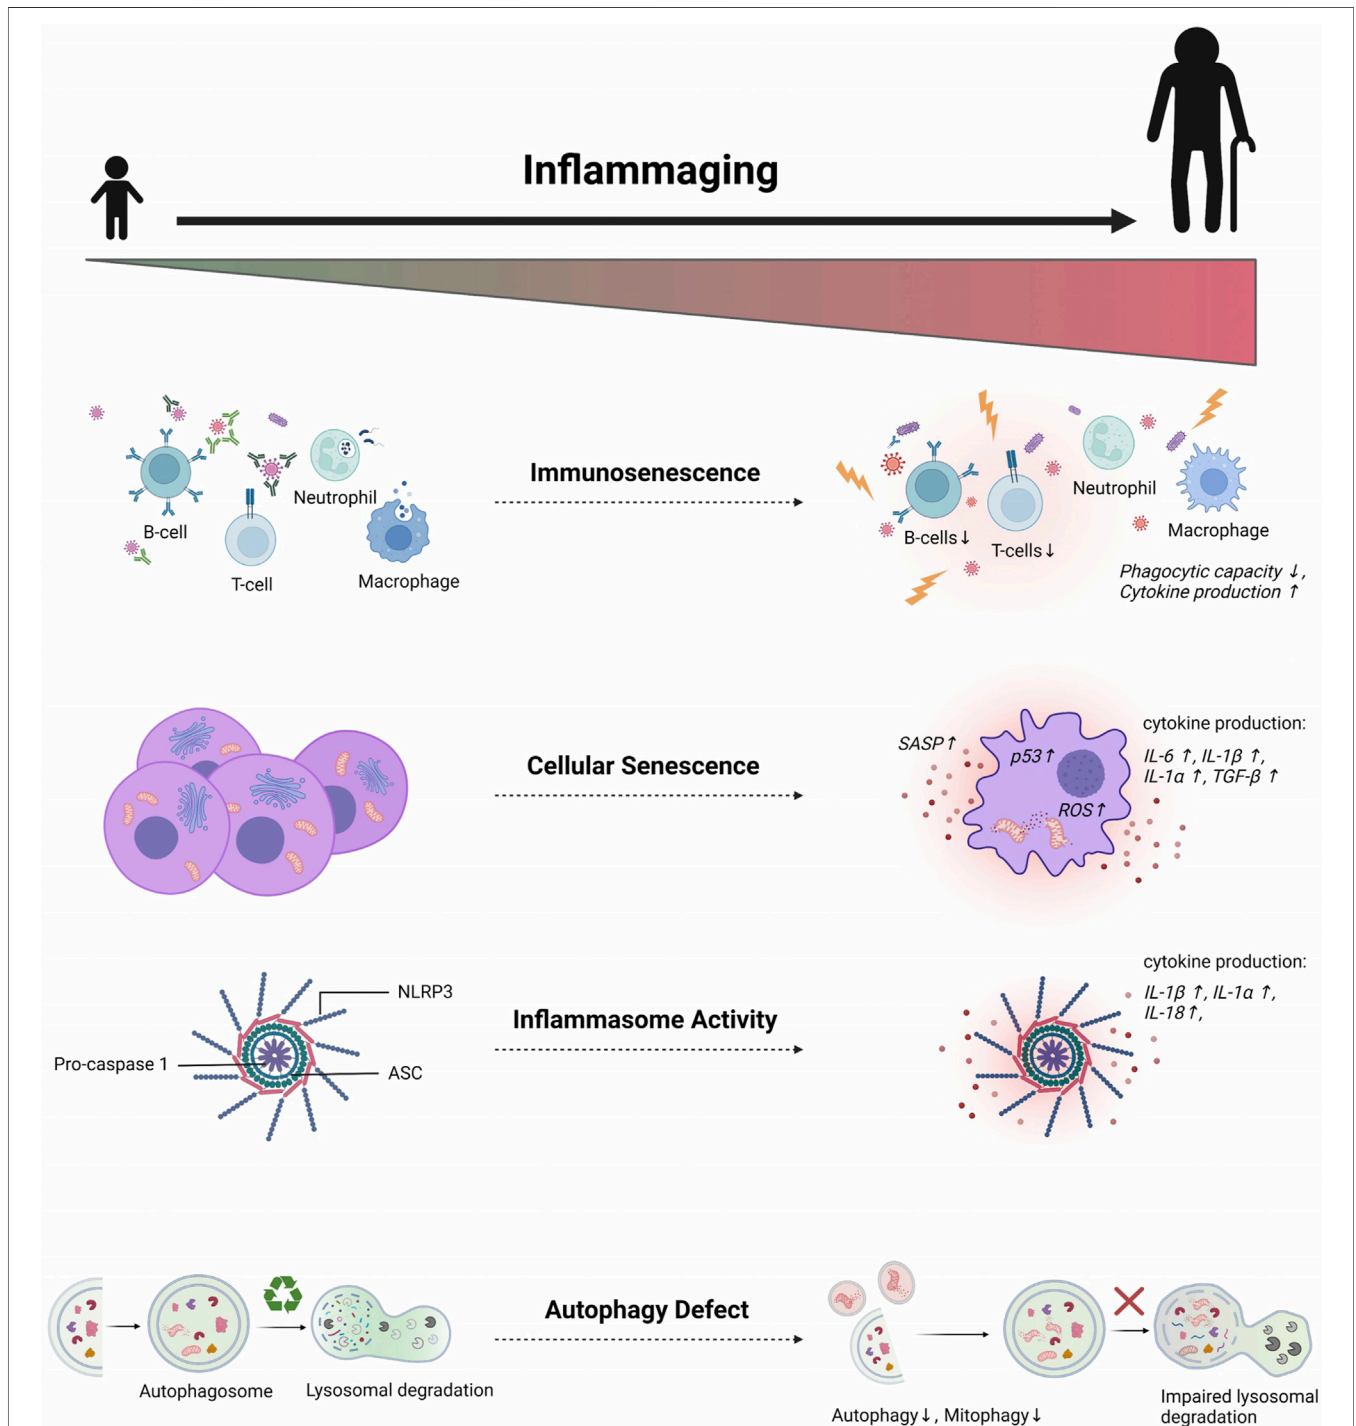 Inflammaging
Immunosenescence
B-cell
T-cell
Neutrophil
Macrophage
B-cells↓
T-cells↓
Neutrophil
Macrophage
Phagocytic capacity ↓,
Cytokine production ↑
Cellular Senescence
SASP↑
p53↑
ROS↑
cytokine production:
IL-6 ↑, IL-1β ↑,
IL-1α ↑, TGF-β ↑
Inflammasome Activity
NLRP3
Pro-caspase 1
ASC
cytokine production:
IL-1β ↑, IL-1α ↑,
IL-18↑,
Autophagy Defect
Autophagosome
Lysosomal degradation
Autophagy↓, Mitophagy↓
Impaired lysosomal
degradation